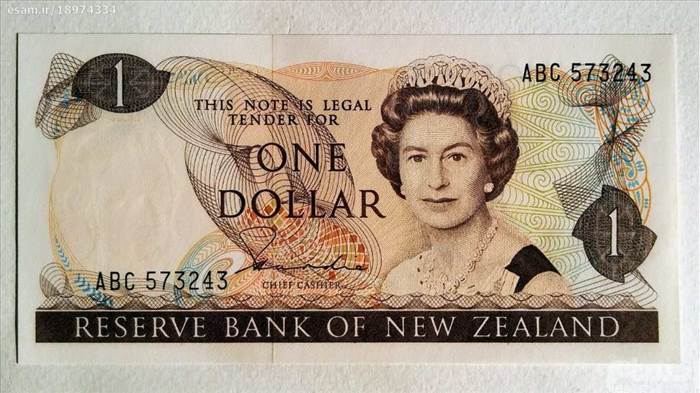 esam.ir/18974334
1
ABC 573243
THIS NOTE IS LEGAL
TENDER FOR
ONE
DOLLAR
1
ABC 573243
CHIEF CASHIER
RESERVE BANK OF NEW ZEALAND